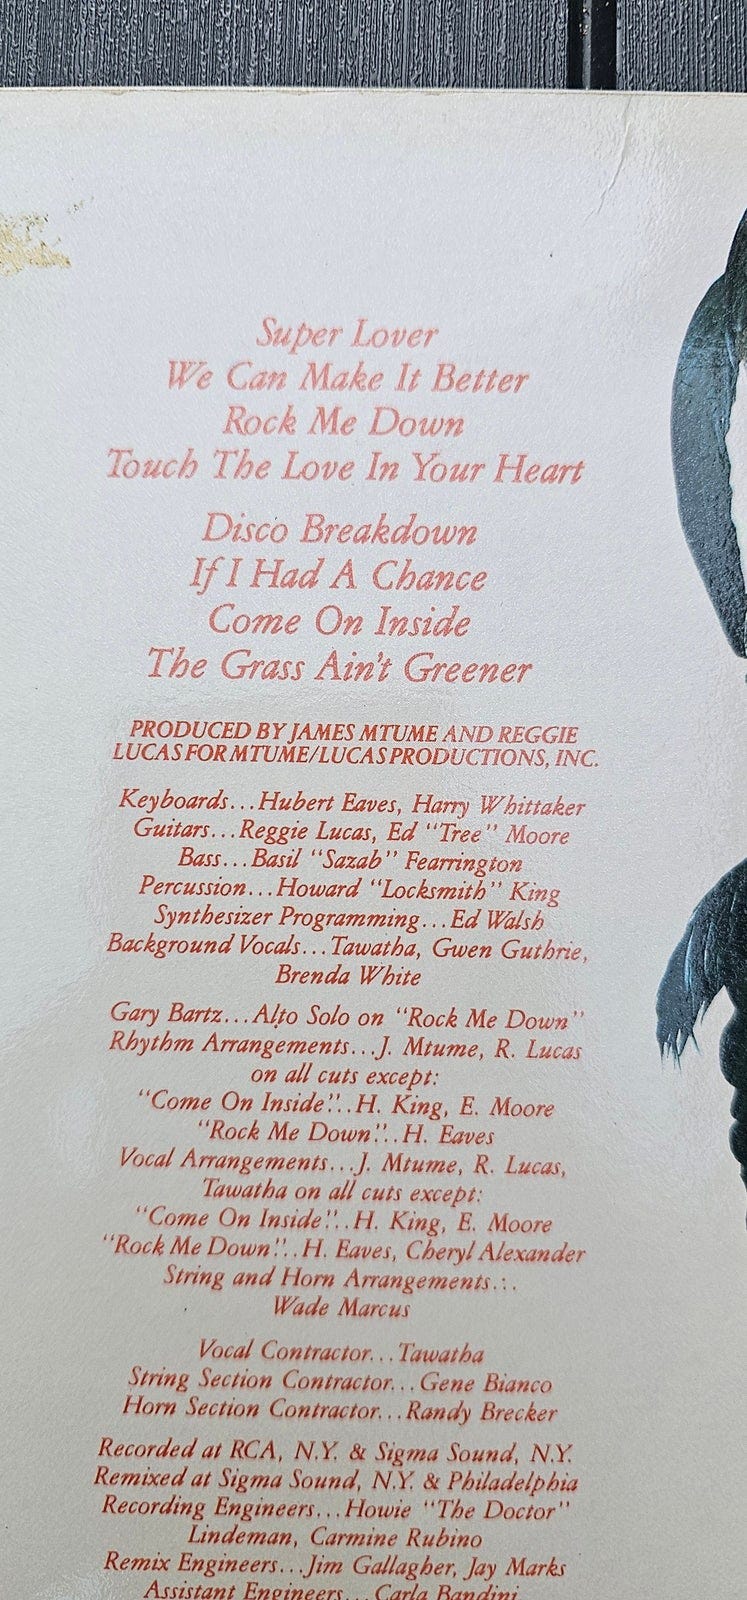 Super Lover
We Can Make It Better
Rock Me Down
Touch The Love In Your Heart
Disco Breakdown
If I Had A Chance
Come On Inside
The Grass Ain't Greener
PRODUCED BY JAMES MTUME AND REGGIE
LUCAS FOR MTUME/LUCAS PRODUCTIONS, INC.
Keyboards...Hubert Eaves, Harry Whittaker
Guitars...Reggie Lucas, Ed "Tree" Moore
Bass...Basil "Sazab" Fearrington
Percussion...Howard "Locksmith" King
Synthesizer Programming...Ed Walsh
Background Vocals...Tawatha, Gwen Guthrie,
Brenda White
Gary Bartz...Alto Solo on "Rock Me Down"
Rhythm Arrangements...J. Mtume, R. Lucas
on all cuts except:
"Come On Inside"...H. King, E. Moore
"Rock Me Down"...H. Eaves
Vocal Arrangements...J. Mtume, R. Lucas,
Tawatha on all cuts except:
"Come On Inside"...H. King, E. Moore
"Rock Me Down"...H. Eaves, Cheryl Alexander
String and Horn Arrangements...
Wade Marcus
Vocal Contractor...Tawatha
String Section Contractor...Gene Bianco
Horn Section Contractor...Randy Brecker
Recorded at RCA, N.Y. & Sigma Sound, N.Y.
Remixed at Sigma Sound, N.Y. & Philadelphia
Recording Engineers...Howie "The Doctor"
Lindeman, Carmine Rubino
Remix Engineers...Jim Gallagher, Jay Marks
Assistant Engineers...Carla Bandini